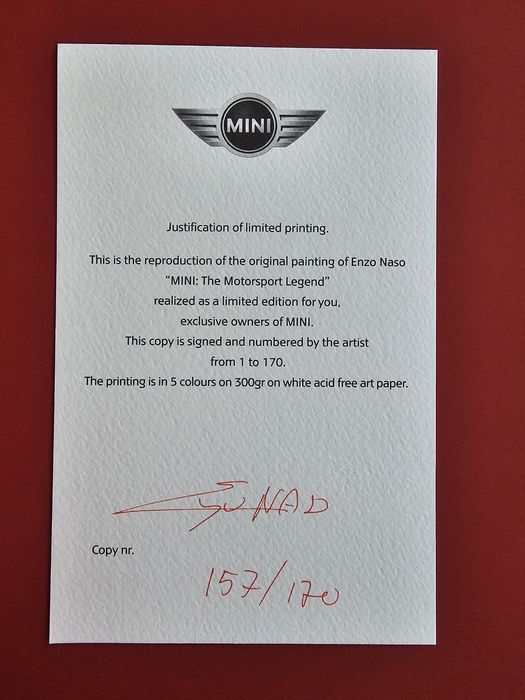 MINI
Justification of limited printing.
This is the reproduction of the original painting of Enzo Naso
“MINI: The Motorsport Legend”
realized as a limited edition for you,
exclusive owners of MINI.
This copy is signed and numbered by the artist
from 1 to 170.
The printing is in 5 colours on 300gr on white acid free art paper.
Copy nr.
157/170